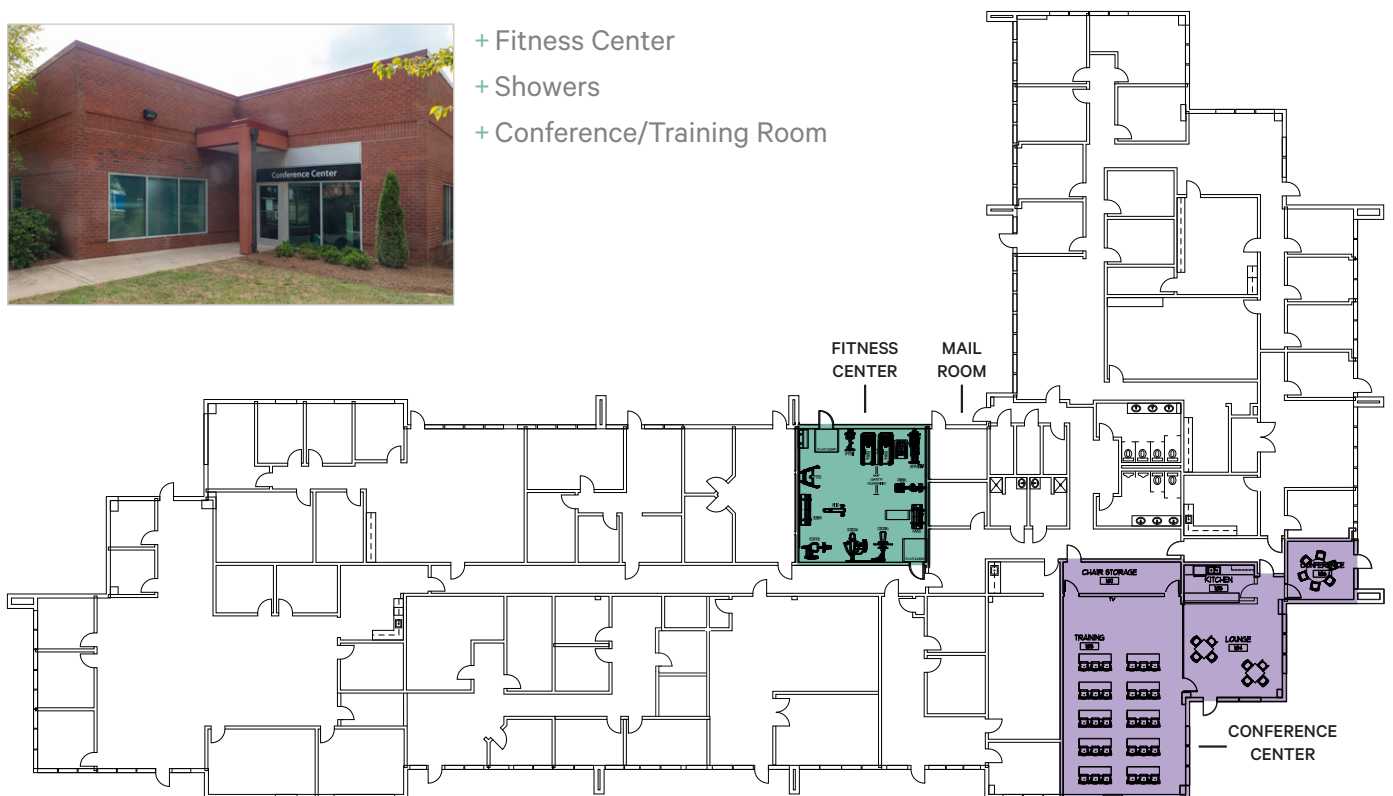 + Fitness Center
+ Showers
+ Conference/Training Room
Conference Center
FITNESS
CENTER
MAIL
ROOM
CHAIR STORAGE
TV
KITCHEN
CONFERENCE
TRAINING
LOUNGE
104
CONFERENCE
CENTER